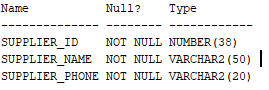 Name Null? Type
------------- -------- ------------
SUPPLIER_ID NOT NULL NUMBER(38)
SUPPLIER_NAME NOT NULL VARCHAR2(50)
SUPPLIER_PHONE NOT NULL VARCHAR2(20)